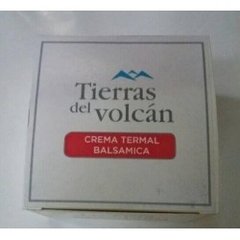 Tierras
del volcán
CREMA TERMAL
BALSAMICA